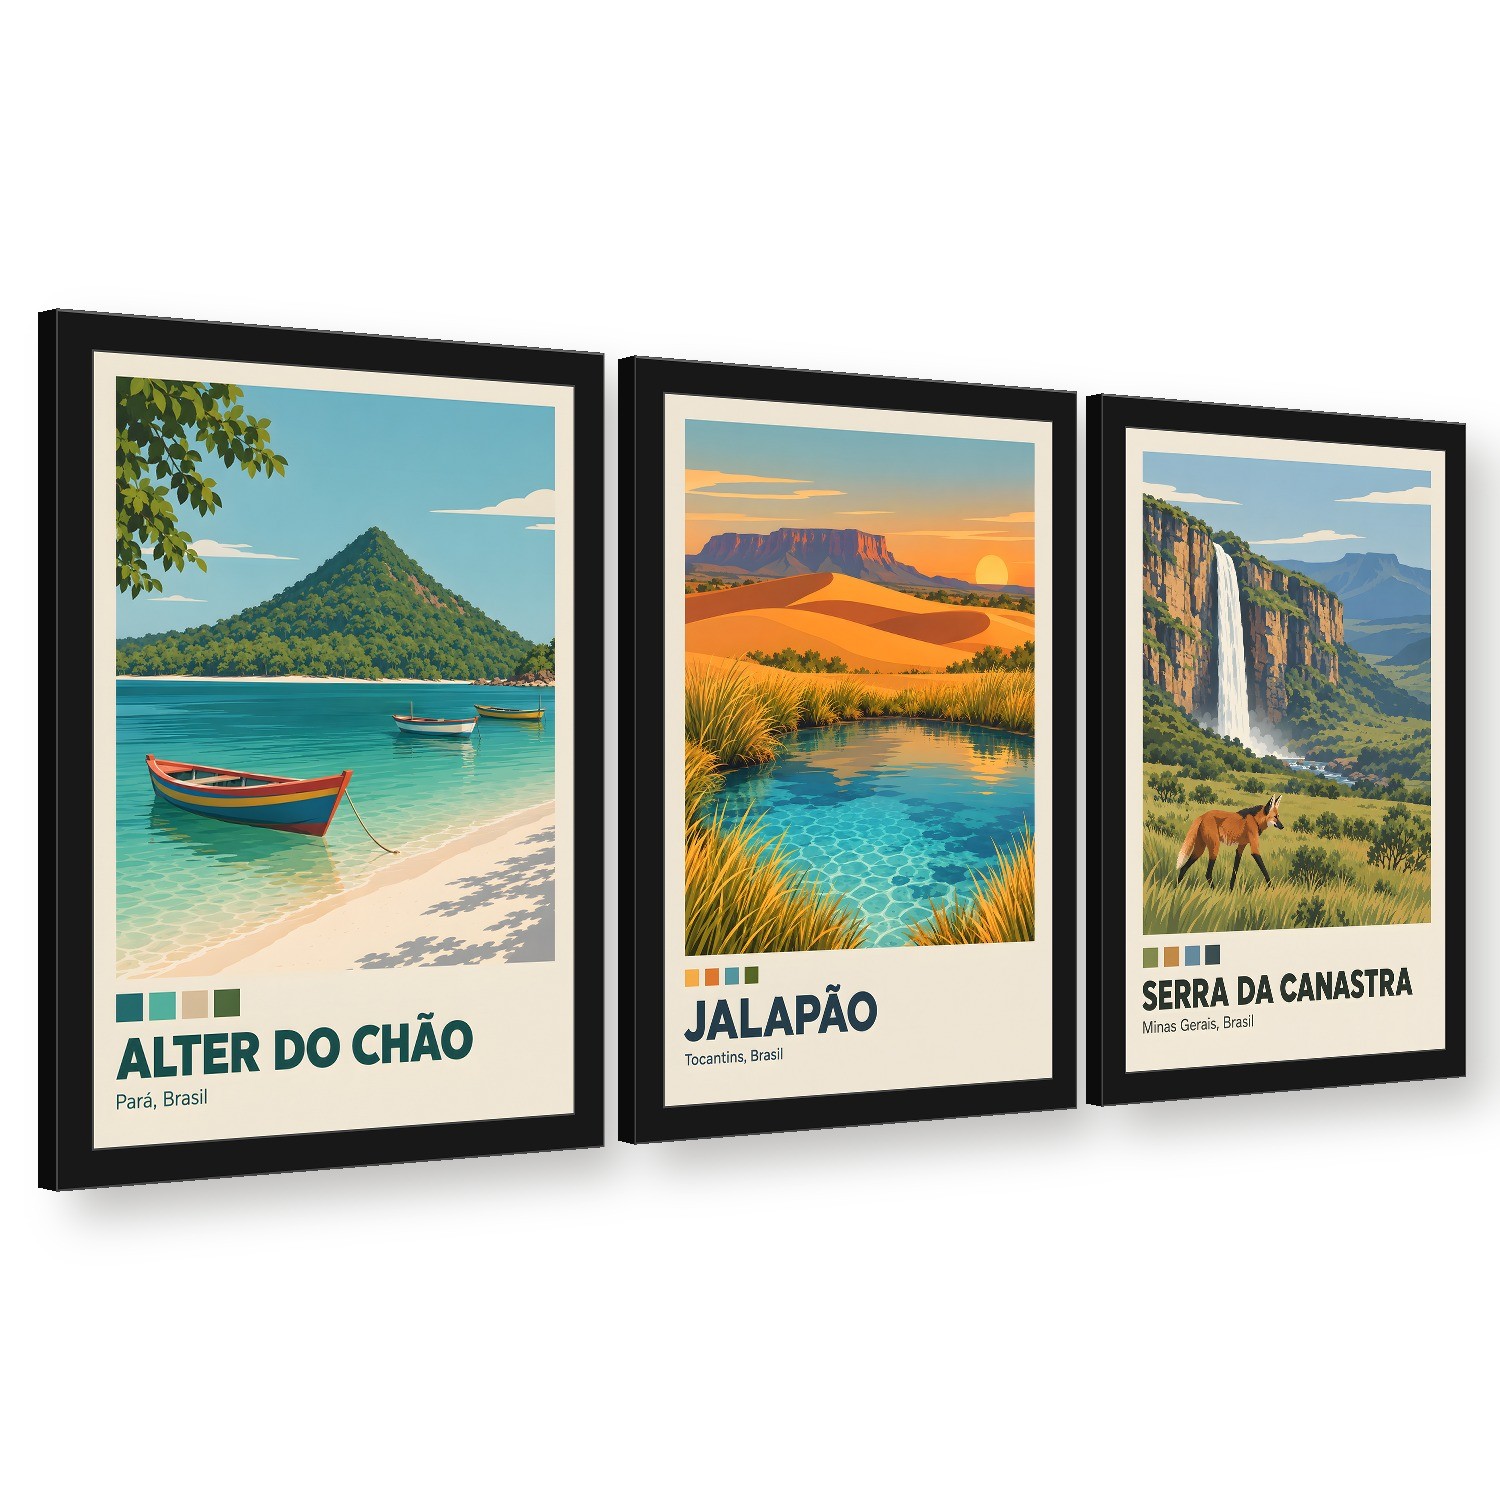 ALTER DO CHÃO
Pará, Brasil
JALAPÃO
Tocantins, Brasil
SERRA DA CANASTRA
Minas Gerais, Brasil